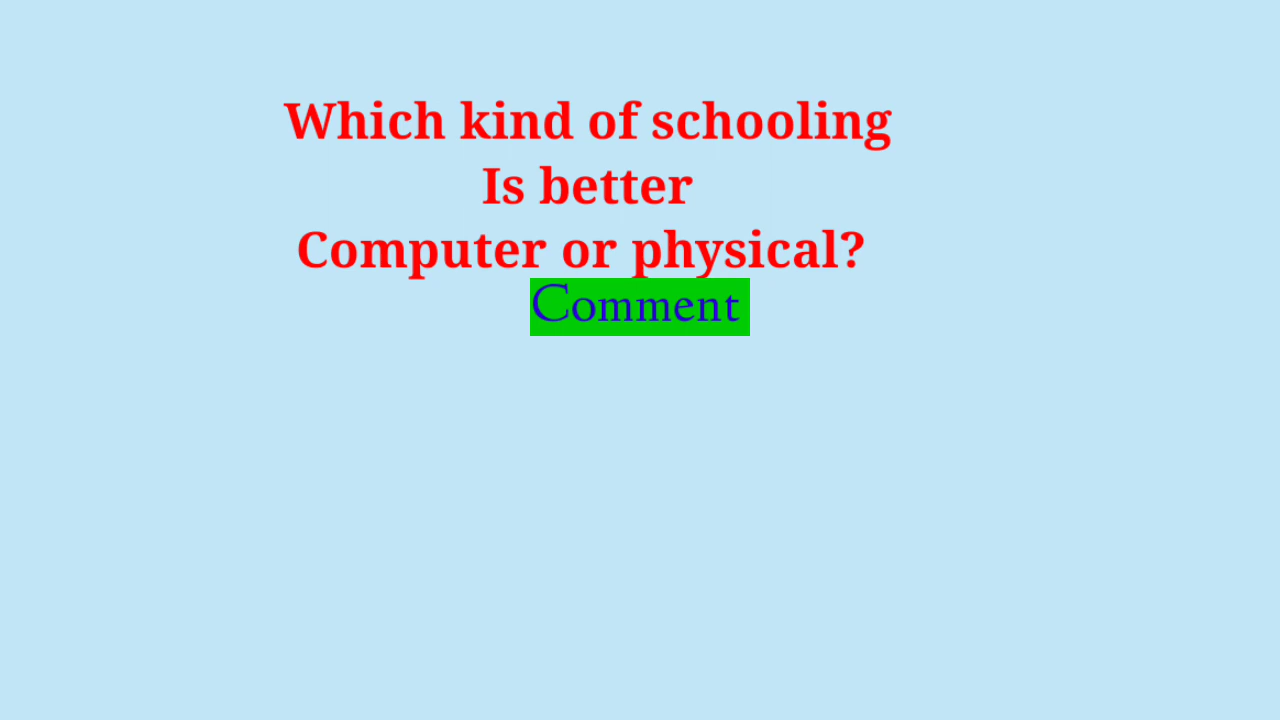 Which kind of schooling
Is better
Computer or physical?
Comment